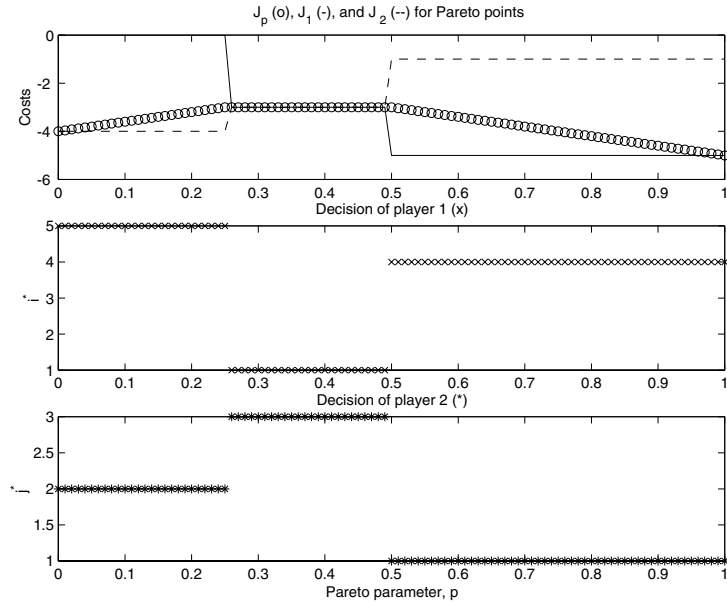 J_p (o), J_1 (-), and J_2 (--) for Pareto points
0
-2
-4
-6
Costs
0 0.1 0.2 0.3 0.4 0.5 0.6 0.7 0.8 0.9 1
Decision of player 1 (x)
5
4
3
2
1
i*
0 0.1 0.2 0.3 0.4 0.5 0.6 0.7 0.8 0.9 1
Decision of player 2 (*)
3
2.5
2
1.5
1
j*
0 0.1 0.2 0.3 0.4 0.5 0.6 0.7 0.8 0.9 1
Pareto parameter, p